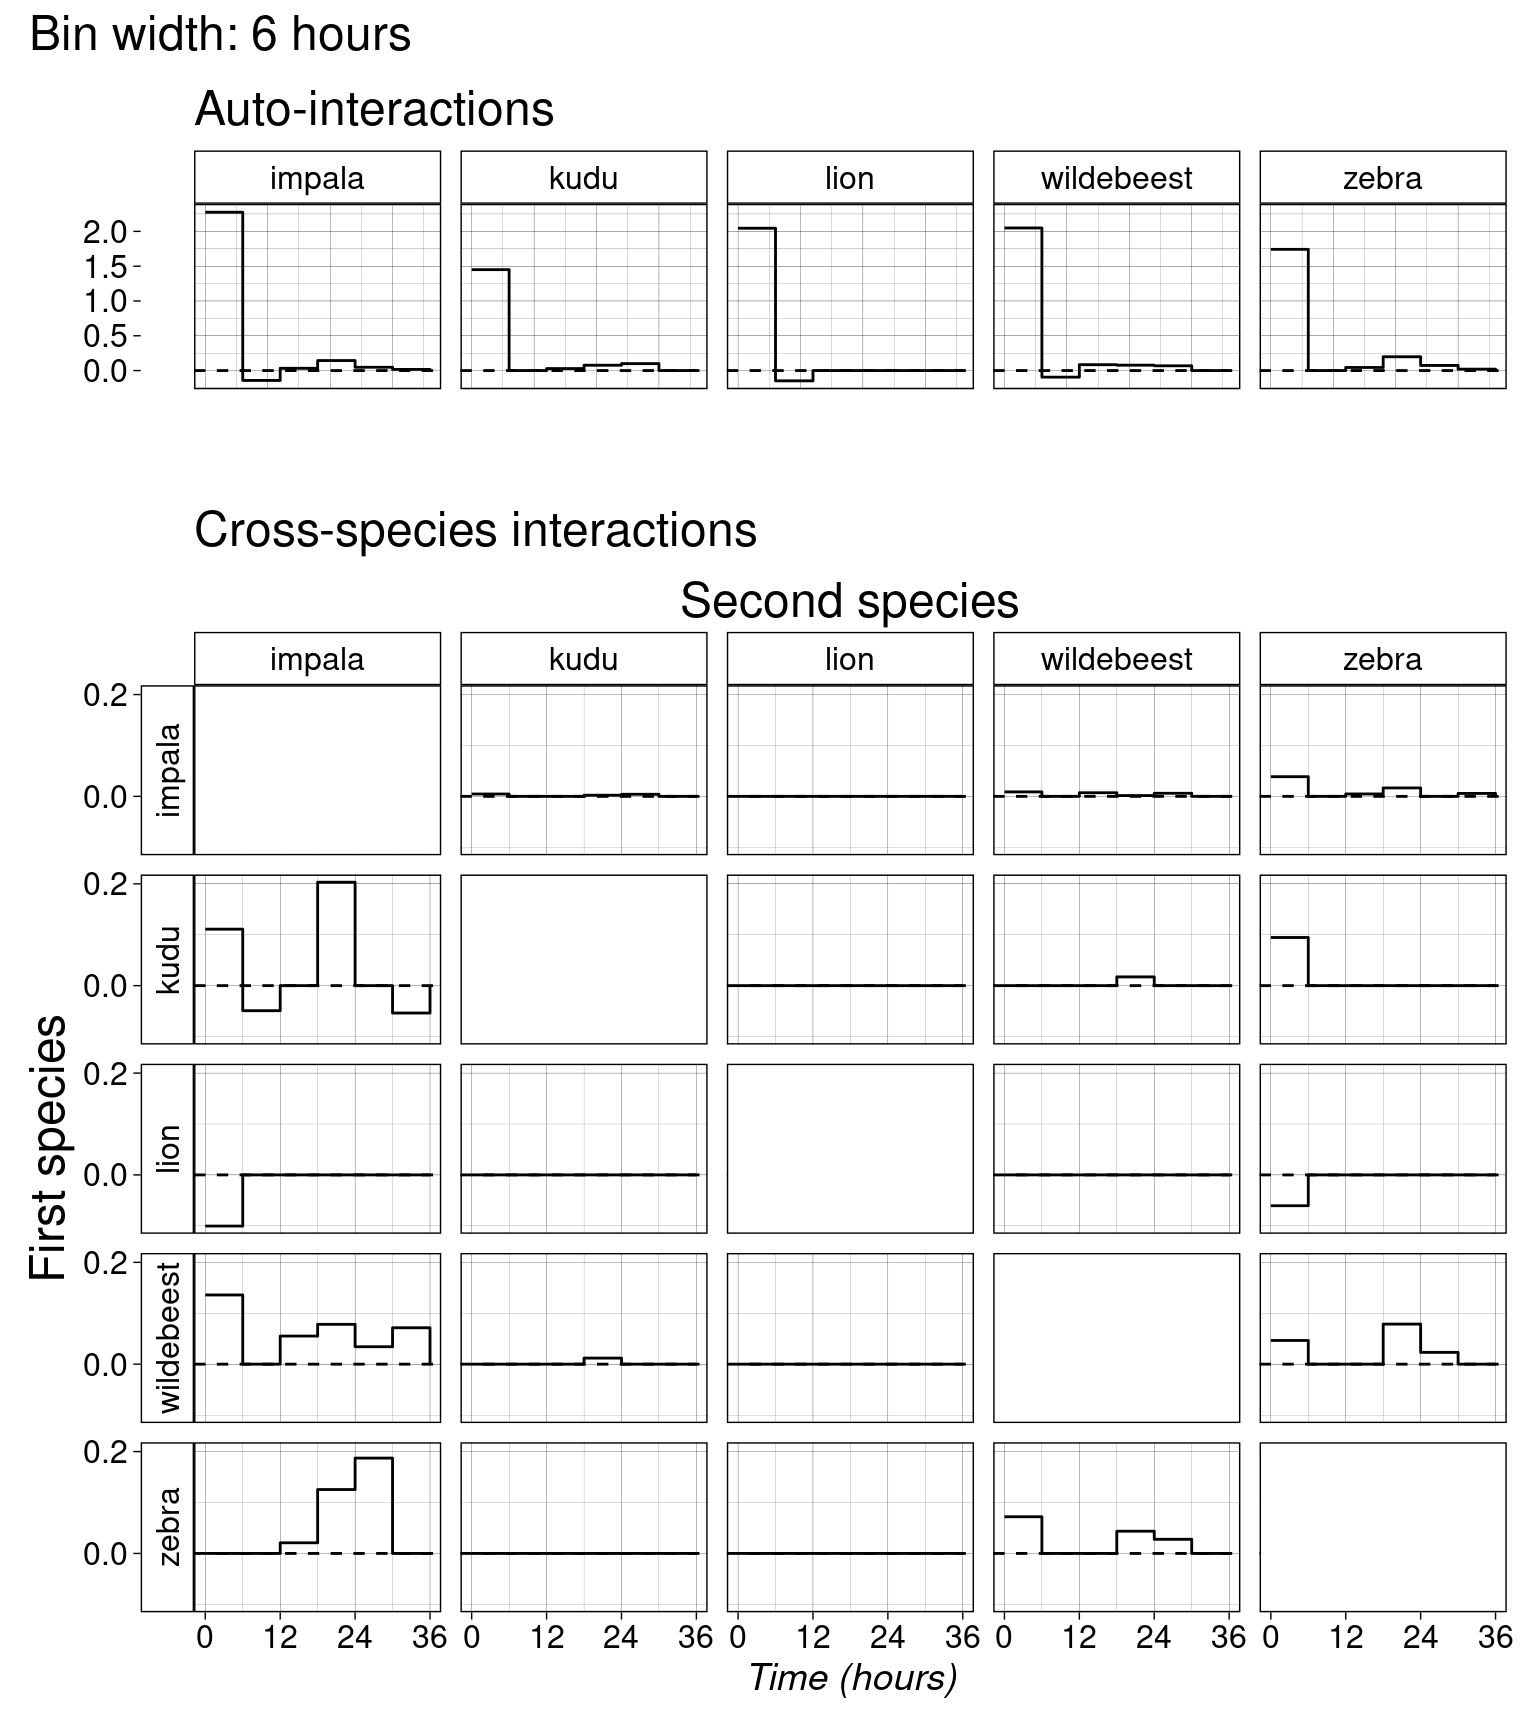 Bin width: 6 hours
Auto-interactions
impala kudu lion wildebeest zebra
2.0
1.5
1.0
0.5
0.0
Cross-species interactions
Second species
impala kudu lion wildebeest zebra
First species
impala
0.2
0.0
kudu
0.2
0.0
lion
0.2
0.0
wildebeest
0.2
0.0
zebra
0.2
0.0
0 12 24 36 0 12 24 36 0 12 24 36 0 12 24 36 0 12 24 36
Time (hours)